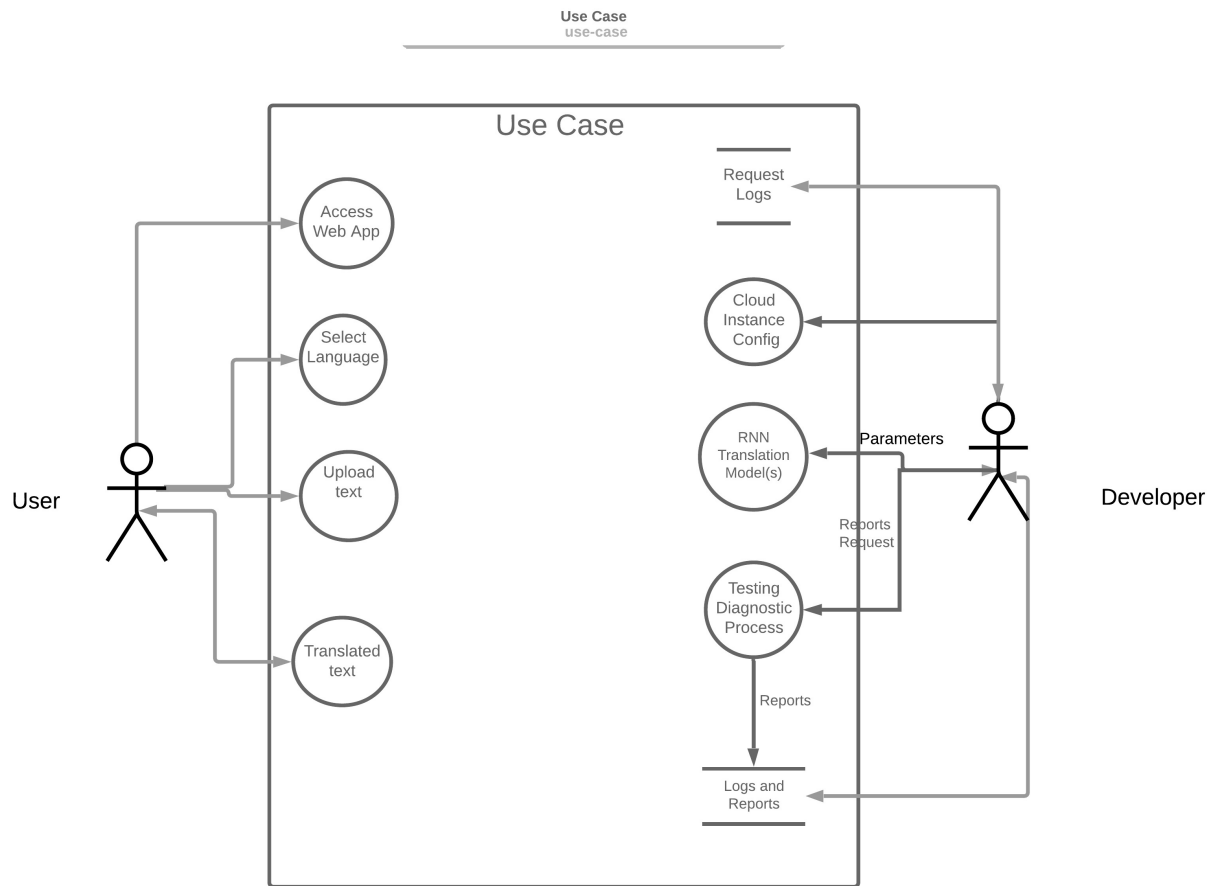 Use Case
use-case
Use Case
Access
Web App
Select
Language
Upload
text
Translated
text
User
Request
Logs
Cloud
Instance
Config
RNN
Translation
Model(s)
Parameters
Reports
Request
Testing
Diagnostic
Process
Reports
Logs and
Reports
Developer